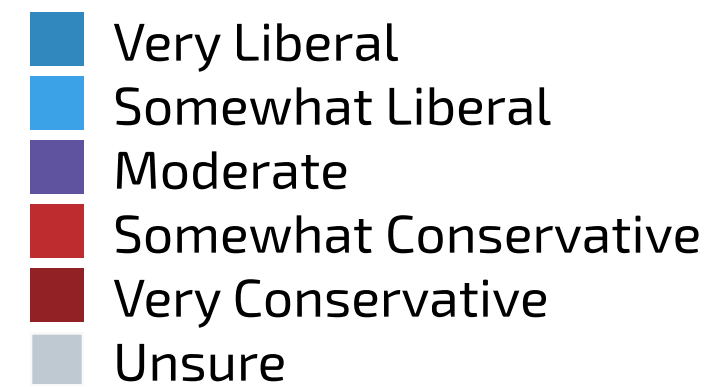 Very Liberal
Somewhat Liberal
Moderate
Somewhat Conservative
Very Conservative
Unsure